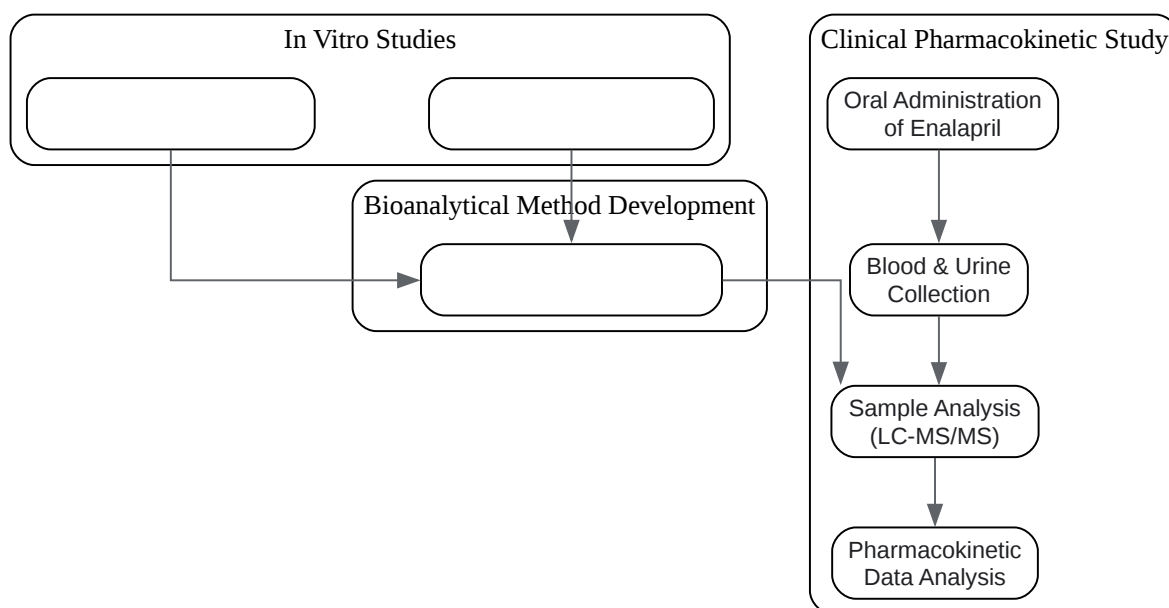 In Vitro Studies
Bioanalytical Method Development
Clinical Pharmacokinetic Study
Oral Administration
of Enalapril
Blood & Urine
Collection
Sample Analysis
(LC-MS/MS)
Pharmacokinetic
Data Analysis